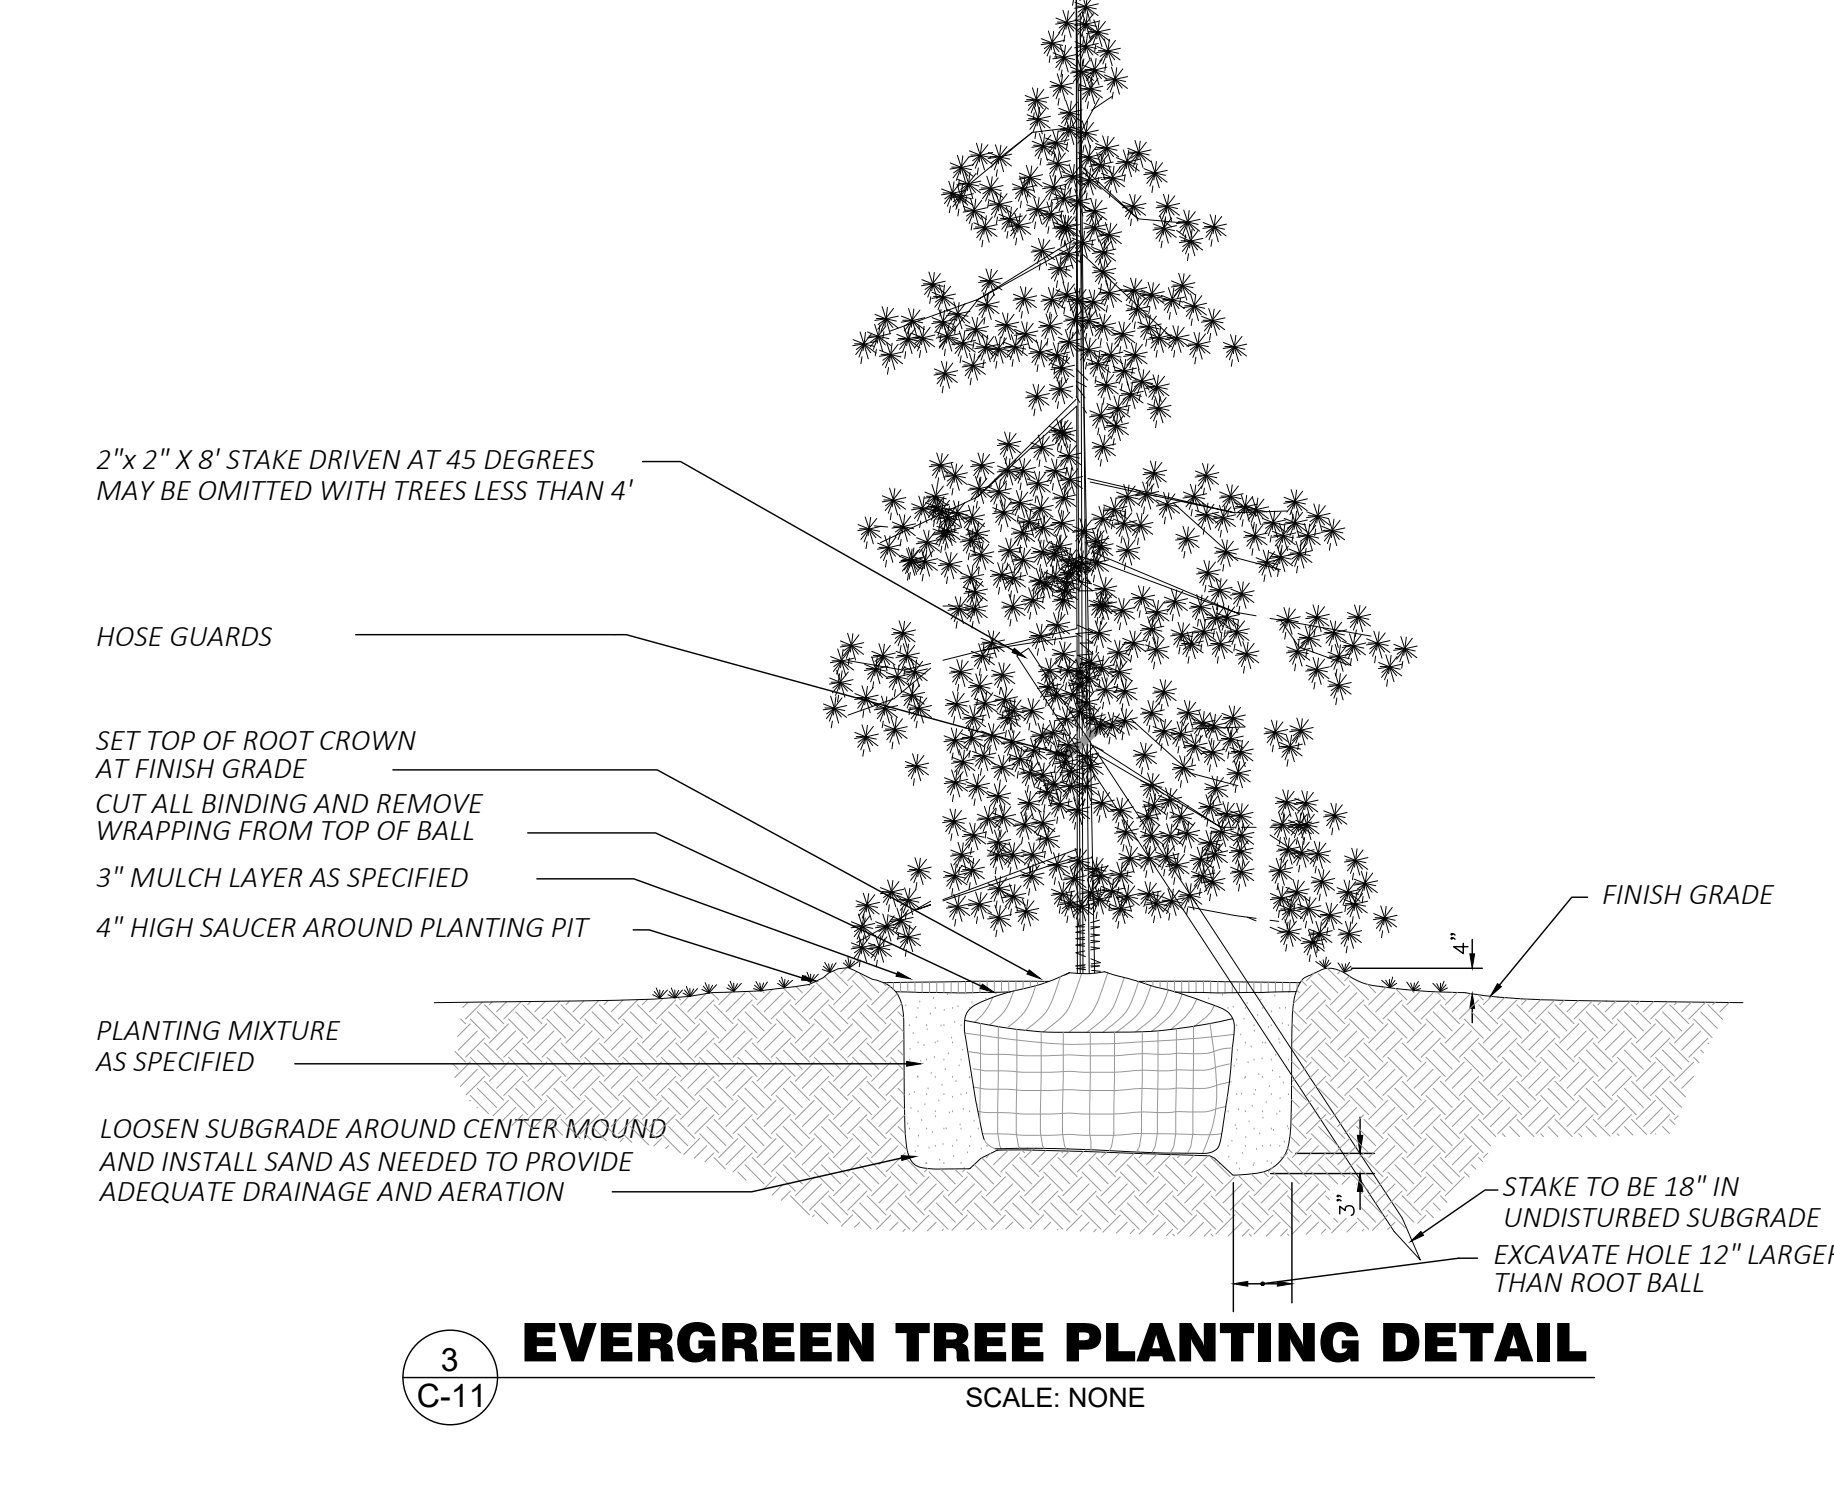 2"x 2" X 8' STAKE DRIVEN AT 45 DEGREES
MAY BE OMITTED WITH TREES LESS THAN 4'
HOSE GUARDS
SET TOP OF ROOT CROWN
AT FINISH GRADE
CUT ALL BINDING AND REMOVE
WRAPPING FROM TOP OF BALL
3" MULCH LAYER AS SPECIFIED
4" HIGH SAUCER AROUND PLANTING PIT
FINISH GRADE
4"
PLANTING MIXTURE
AS SPECIFIED
LOOSEN SUBGRADE AROUND CENTER MOUND
AND INSTALL SAND AS NEEDED TO PROVIDE
ADEQUATE DRAINAGE AND AERATION
3"
STAKE TO BE 18" IN
UNDISTURBED SUBGRADE
EXCAVATE HOLE 12" LARGER
THAN ROOT BALL
3
C-11
EVERGREEN TREE PLANTING DETAIL
SCALE: NONE